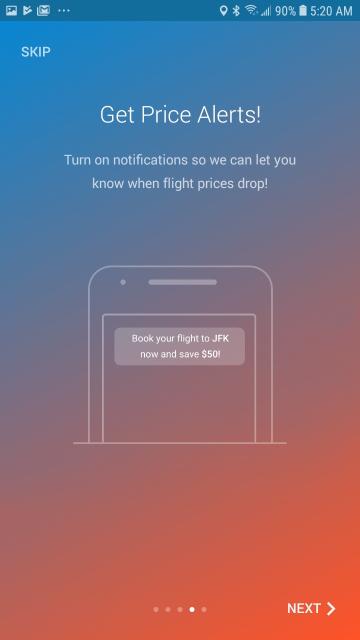 90% 5:20 AM
SKIP
Get Price Alerts!
Turn on notifications so we can let you
know when flight prices drop!
Book your flight to JFK
now and save $50!
NEXT